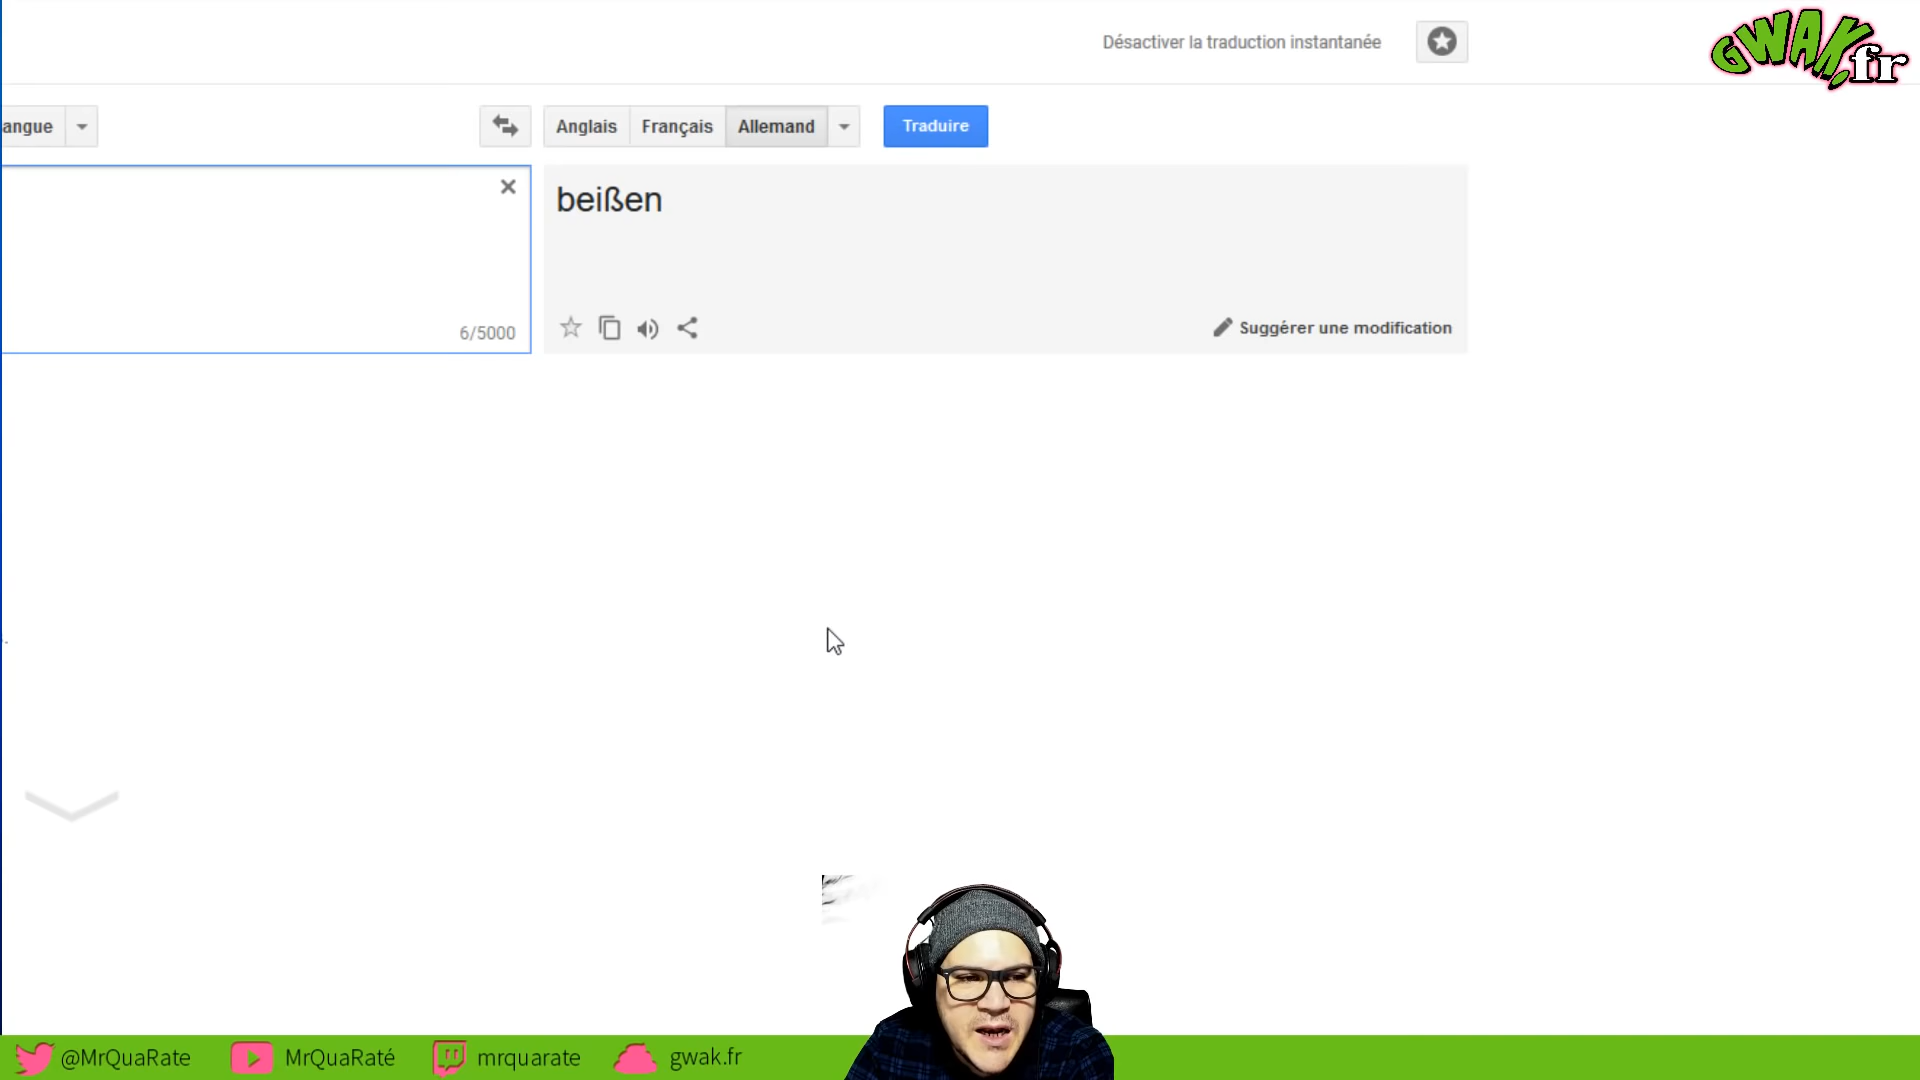 Désactiver la traduction instantanée
GWAK.fr
angue
Anglais Français Allemand Traduire
beißen
6/5000
Suggérer une modification
@MrQuaRate MrQuaRaté mrquarate gwak.fr